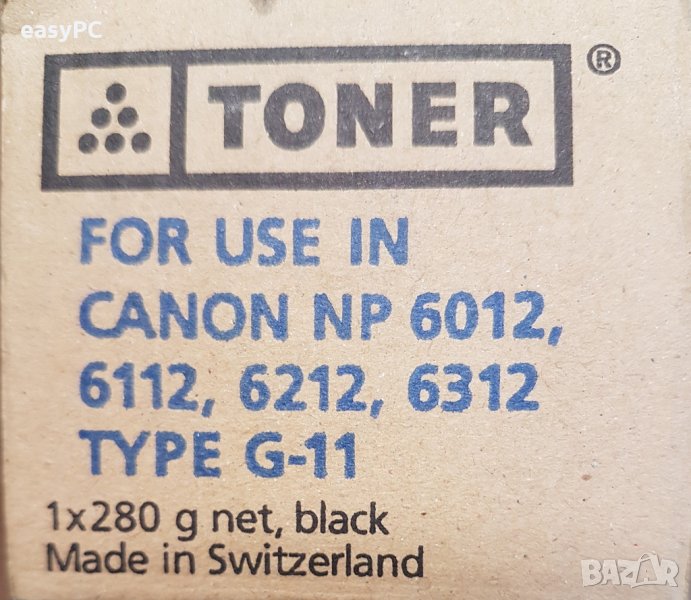 easyPC
TONER ®
FOR USE IN
CANON NP 6012,
6112, 6212, 6312
TYPE G-11
1x280 g net, black
Made in Switzerland
BAZAR